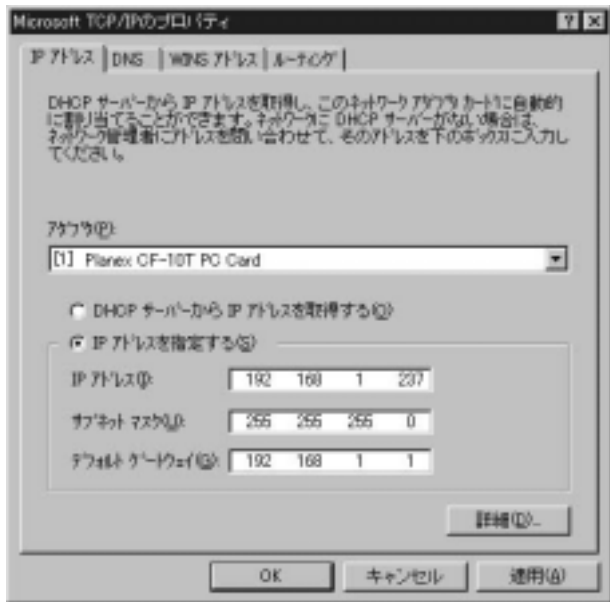 Microsoft TCP/IPのプロパティ
IP アドレス DNS WINS アドレス ルーティング
DHCP サーバーから IP アドレスを取得し、このネットワーク アダプタ カードに自動的
に割り当てることができます。ネットワークに DHCP サーバーがない場合は、
ネットワーク管理者にアドレスを問い合わせて、そのアドレスを下のボックスに入力し
てください。
アダプタ(P):
[1] Planex CF-10T PC Card
DHCP サーバーから IP アドレスを取得する(O)
IP アドレスを指定する(S)
IP アドレス(I): 192 168 1 237
サブネット マスク(U): 255 255 255 0
デフォルト ゲートウェイ(G): 192 168 1 1
詳細(D)...
OK キャンセル 適用(A)